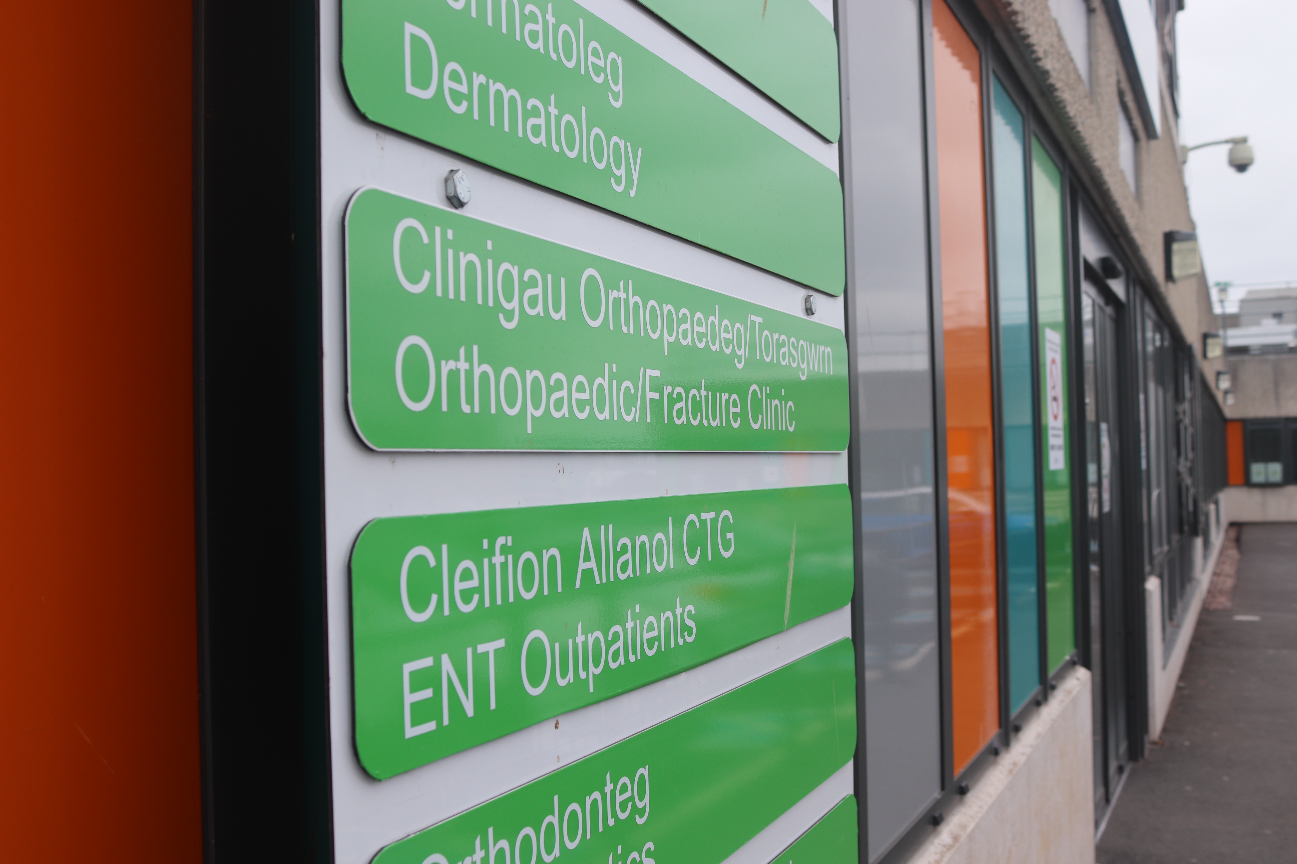 Dermatology
Clinigau Orthopaedeg/Torasgwrn
Orthopaedic/Fracture Clinic
Cleifion Allanol CTG
ENT Outpatients
Orthodonteg